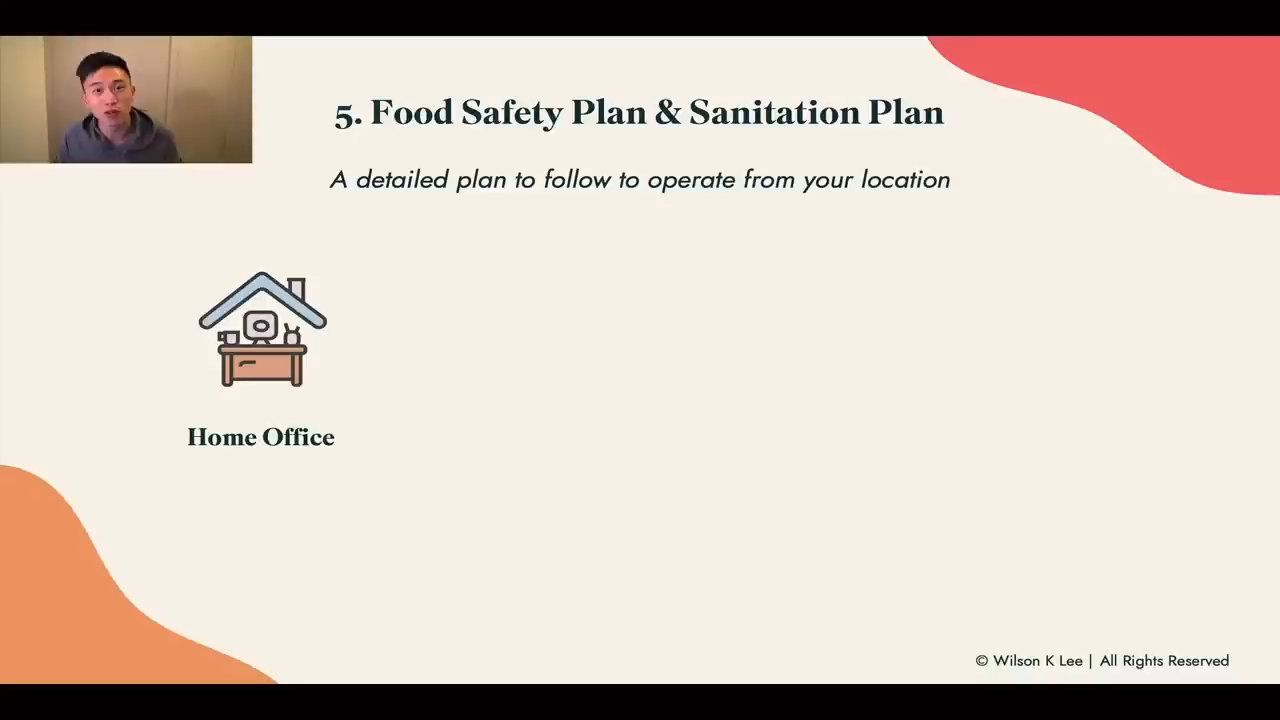 5. Food Safety Plan & Sanitation Plan
A detailed plan to follow to operate from your location
Home Office
© Wilson K Lee | All Rights Reserved